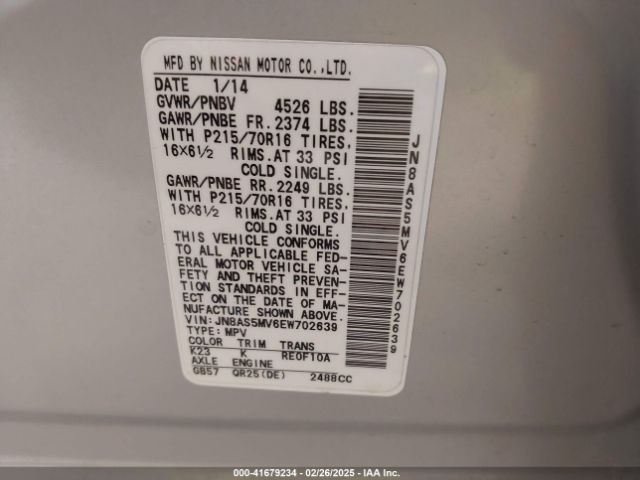 MFD BY NISSAN MOTOR CO.,LTD.
DATE 1/14
GVWR/PNBV 4526 LBS.
GAWR/PNBE FR.2374 LBS.
WITH P215/70R16 TIRES,
16X6½ RIMS.AT 33 PSI
COLD SINGLE.
GAWR/PNBE RR.2249 LBS.
WITH P215/70R16 TIRES,
16X6½ RIMS.AT 33 PSI
COLD SINGLE.
THIS VEHICLE CONFORMS
TO ALL APPLICABLE FED-
ERAL MOTOR VEHICLE SA-
FETY AND THEFT PREVEN-
TION STANDARDS IN EFF-
ECT ON THE DATE OF MA-
NUFACTURE SHOWN ABOVE.
VIN: JN8AS5MV6EW702639
TYPE: MPV
COLOR TRIM TRANS
K23 K RE0F10A
AXLE ENGINE
GB57 QR25(DE) 2488CC
JN8AS5MV6EW702639
000-41679234 - 02/26/2025 - IAA Inc.